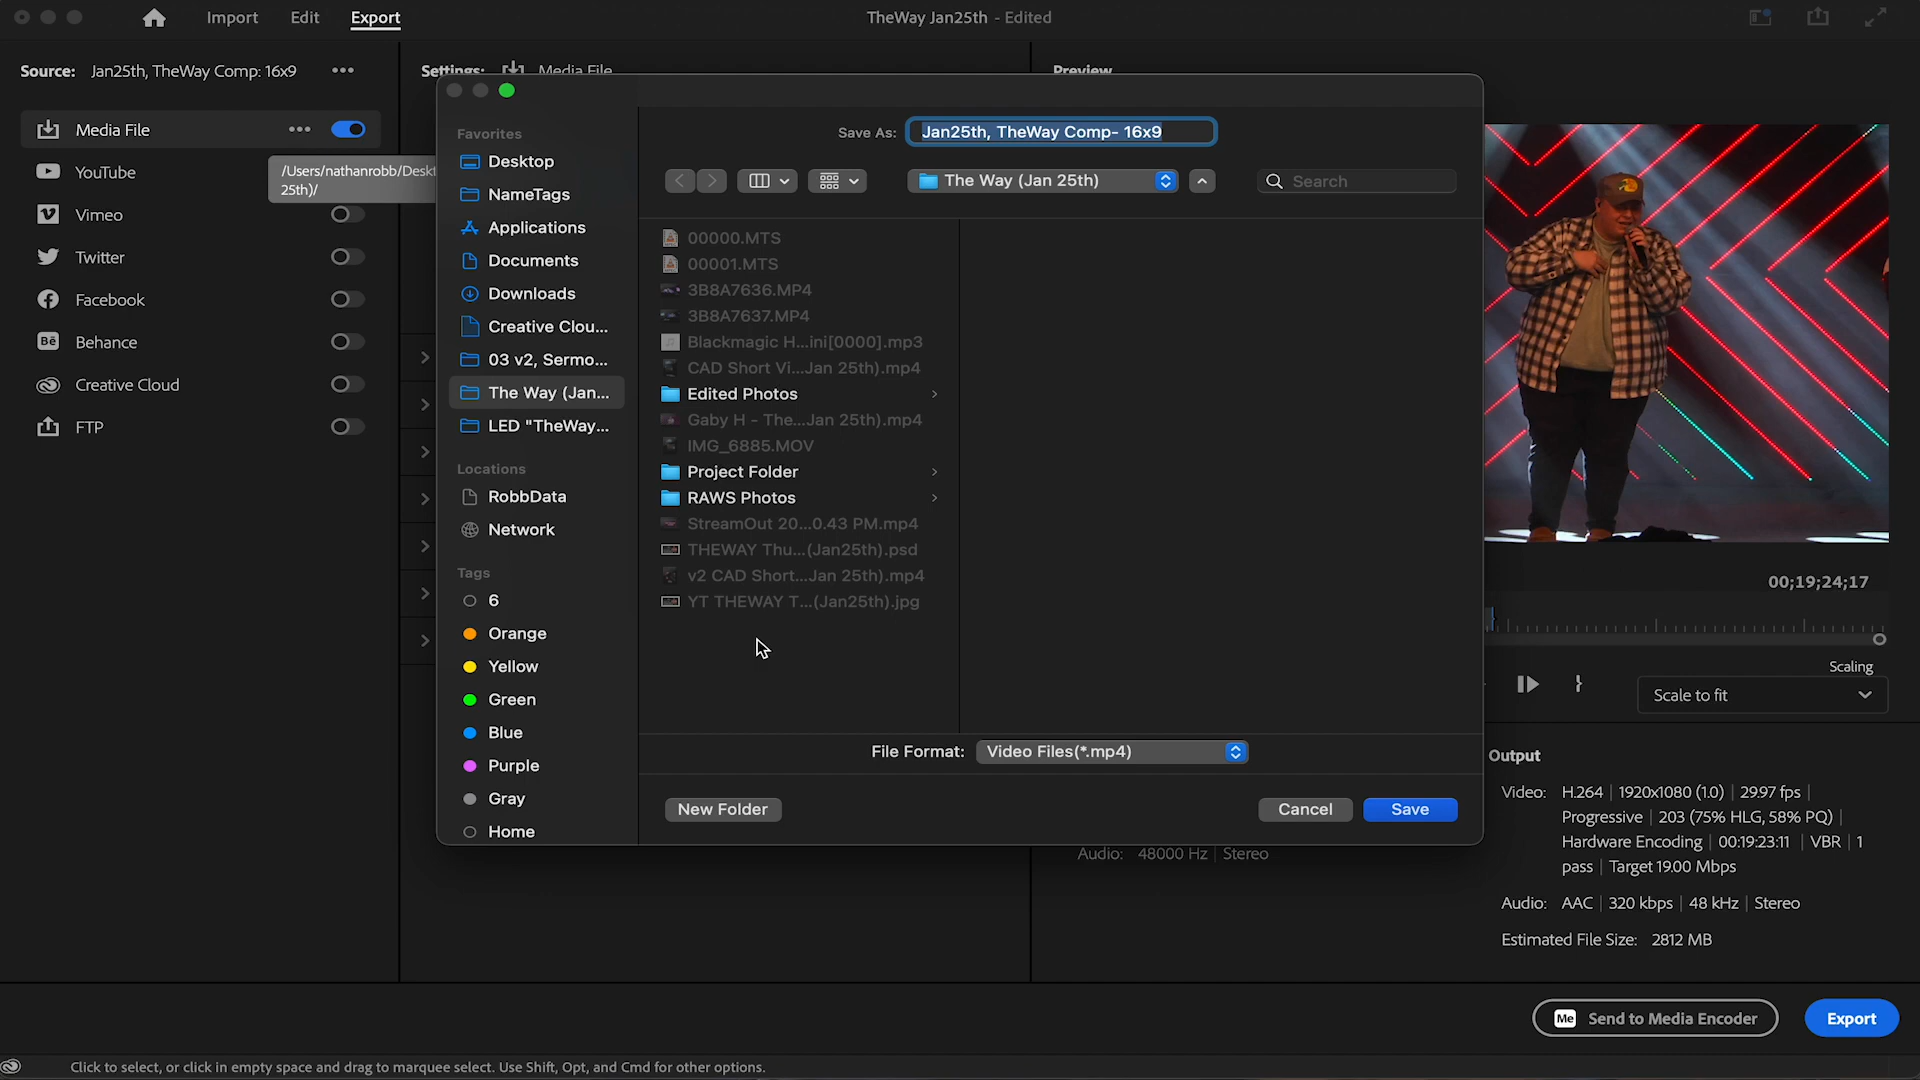 Import
Edit
Export
TheWay Jan25th - Edited
Source: Jan25th, TheWay Comp: 16x9
Settings: Media File
Preview
Media File
YouTube
/Users/nathanrobb/Deskt
25th)/
Vimeo
Twitter
Facebook
Behance
Creative Cloud
FTP
Favorites
Desktop
NameTags
Applications
Documents
Downloads
Creative Clou...
03 v2, Sermo...
The Way (Jan...
LED "TheWay...
Locations
RobbData
Network
Tags
6
Orange
Yellow
Green
Blue
Purple
Gray
Home
Save As: Jan25th, TheWay Comp- 16x9
The Way (Jan 25th)
Search
00000.MTS
00001.MTS
3B8A7636.MP4
3B8A7637.MP4
Blackmagic H...ini[0000].mp3
CAD Short Vi...Jan 25th).mp4
Edited Photos
Gaby H - The...Jan 25th).mp4
IMG_6885.MOV
Project Folder
RAWS Photos
StreamOut 20...0.43 PM.mp4
THEWAY Thu...(Jan25th).psd
v2 CAD Short...Jan 25th).mp4
YT THEWAY T...(Jan25th).jpg
File Format: Video Files(*.mp4)
New Folder
Cancel
Save
00;19;24;17
Scaling
Scale to fit
Output
Video: H.264 | 1920x1080 (1.0) | 29.97 fps |
Progressive | 203 (75% HLG, 58% PQ) |
Hardware Encoding | 00:19:23:11 | VBR | 1
pass | Target 19.00 Mbps
Audio: AAC | 320 kbps | 48 kHz | Stereo
Estimated File Size: 2812 MB
Audio: 48000 Hz | Stereo
Me Send to Media Encoder
Export
Click to select, or click in empty space and drag to marquee select. Use Shift, Opt, and Cmd for other options.